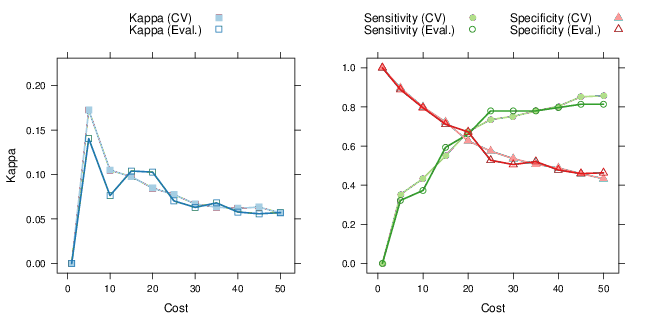 Kappa (CV)
Kappa (Eval.)
0.20
0.15
0.10
0.05
0.00
Kappa
0 10 20 30 40 50
Cost
Sensitivity (CV) Specificity (CV)
Sensitivity (Eval.) Specificity (Eval.)
1.0
0.8
0.6
0.4
0.2
0.0
0 10 20 30 40 50
Cost